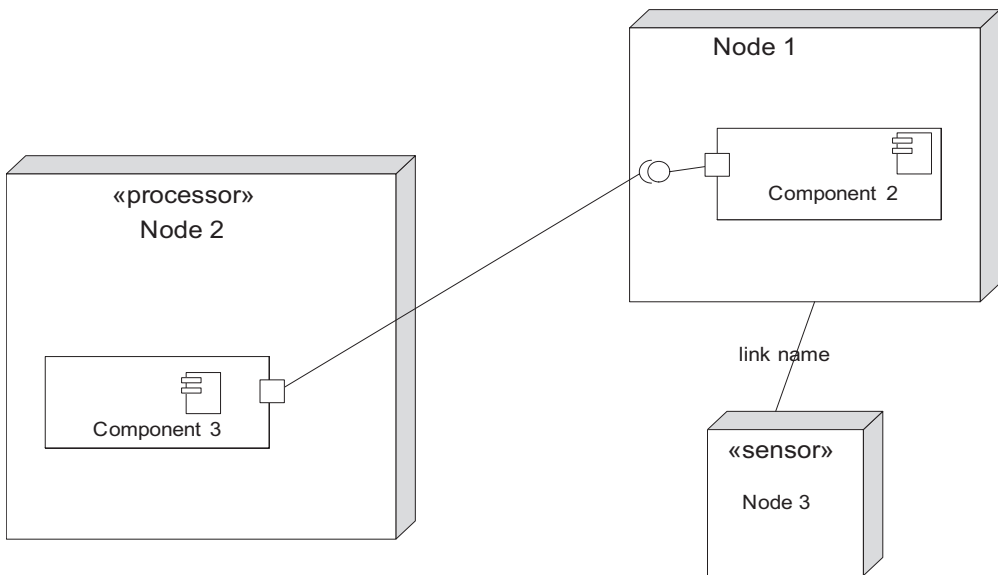 Node 1
Component 2
«processor»
Node 2
Component 3
link name
«sensor»
Node 3